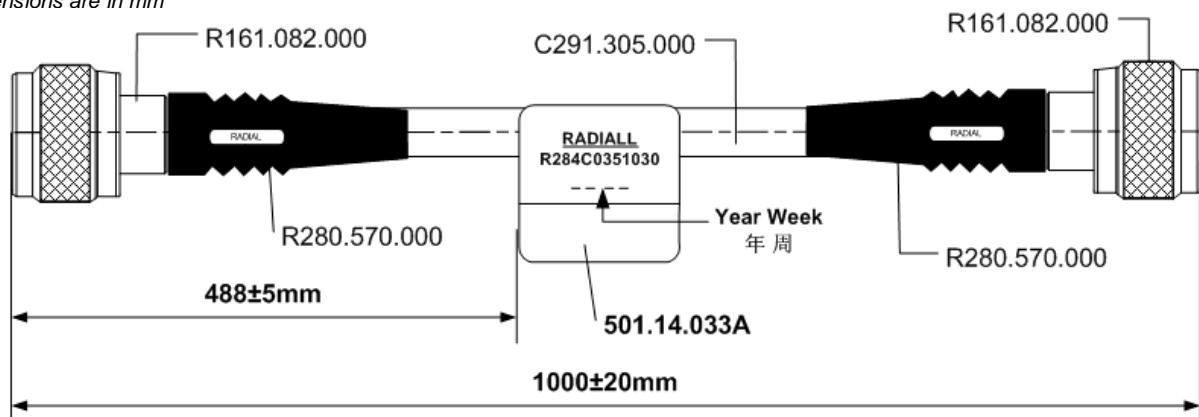 ensions are in mm
R161.082.000
C291.305.000
R161.082.000
RADIAL
RADIALL
R284C0351030
RADIAL
Year Week
年 周
R280.570.000
R280.570.000
488±5mm
501.14.033A
1000±20mm